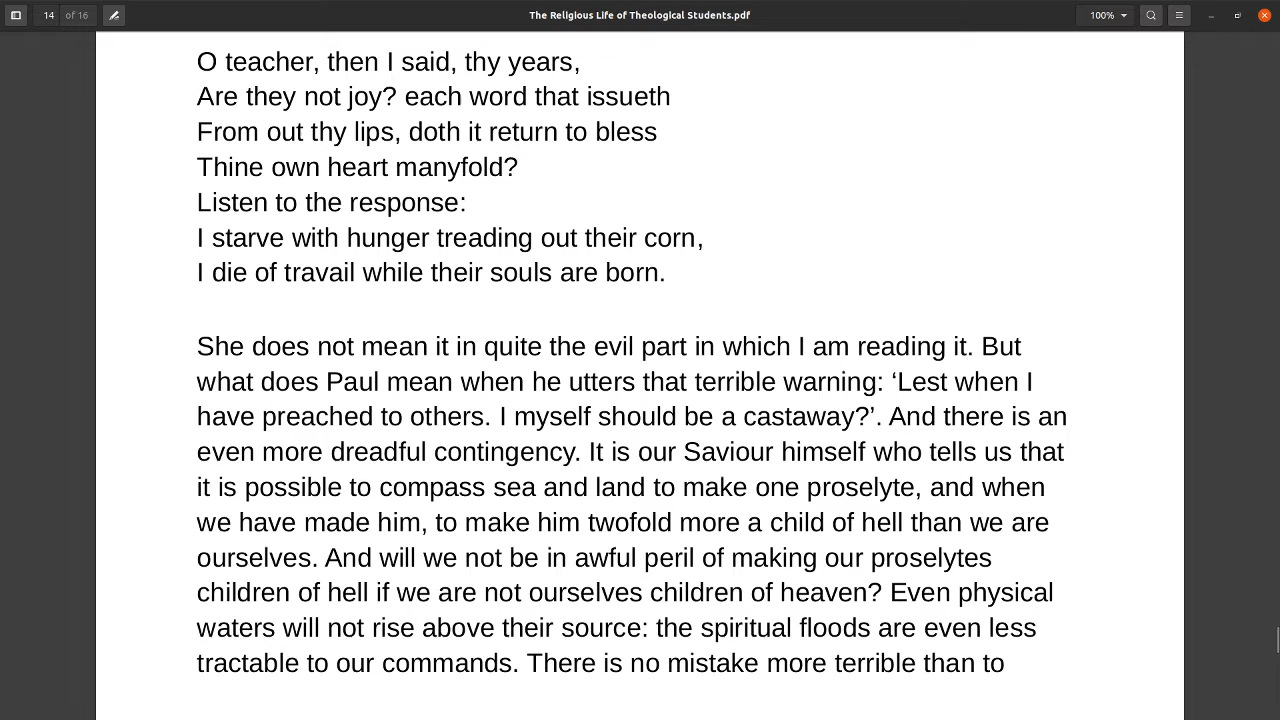 14 of 16
The Religious Life of Theological Students.pdf
100%
O teacher, then I said, thy years,
Are they not joy? each word that issueth
From out thy lips, doth it return to bless
Thine own heart manyfold?
Listen to the response:
I starve with hunger treading out their corn,
I die of travail while their souls are born.
She does not mean it in quite the evil part in which I am reading it. But
what does Paul mean when he utters that terrible warning: ‘Lest when I
have preached to others. I myself should be a castaway?’. And there is an
even more dreadful contingency. It is our Saviour himself who tells us that
it is possible to compass sea and land to make one proselyte, and when
we have made him, to make him twofold more a child of hell than we are
ourselves. And will we not be in awful peril of making our proselytes
children of hell if we are not ourselves children of heaven? Even physical
waters will not rise above their source: the spiritual floods are even less
tractable to our commands. There is no mistake more terrible than to